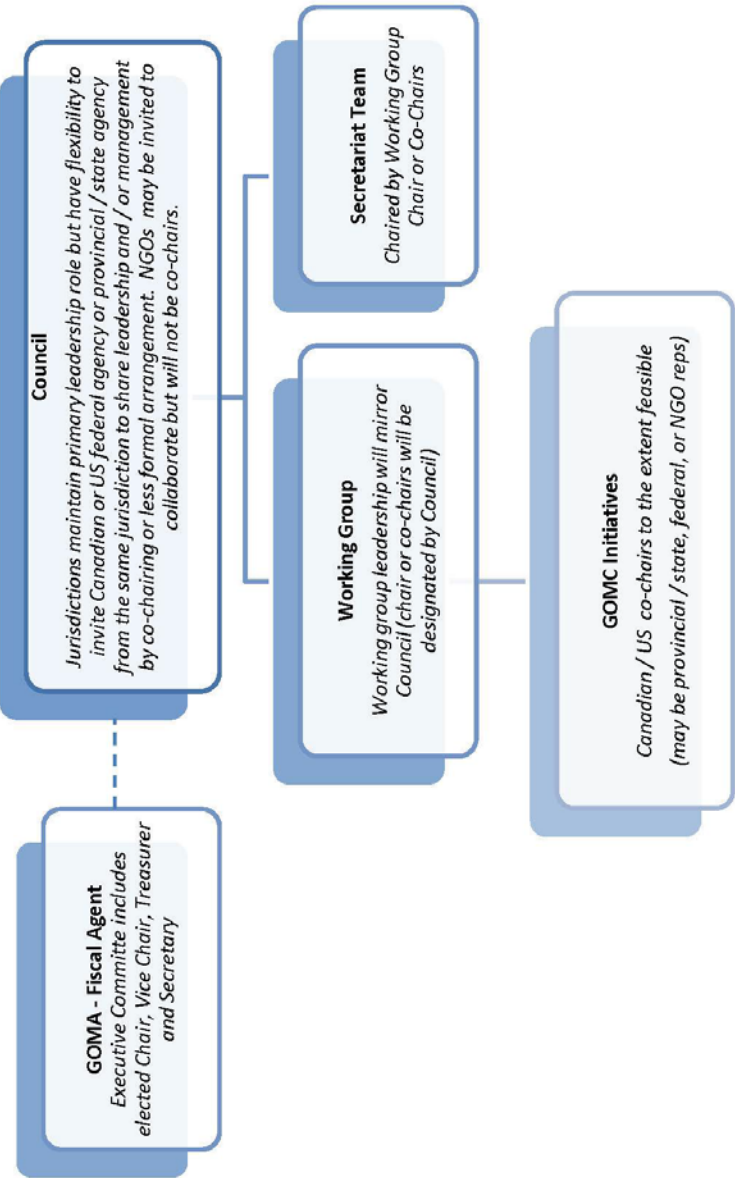 Council
Jurisdictions maintain primary leadership role but have flexibility to
invite Canadian or US federal agency or provincial / state agency
from the same jurisdiction to share leadership and / or management
by co-chairing or less formal arrangement. NGOs may be invited to
collaborate but will not be co-chairs.
GOMA - Fiscal Agent
Executive Committe includes
elected Chair, Vice Chair, Treasurer
and Secretary
Working Group
Working group leadership will mirror
Council (chair or co-chairs will be
designated by Council)
Secretariat Team
Chaired by Working Group
Chair or Co-Chairs
GOMC Initiatives
Canadian / US co-chairs to the extent feasible
(may be provincial / state, federal, or NGO reps)